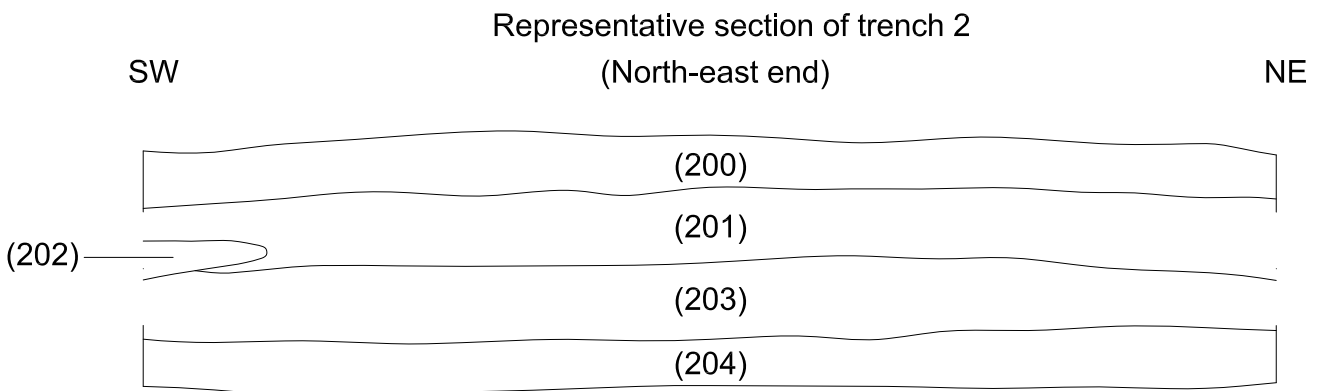 Representative section of trench 2
SW (North-east end) NE
(200)
(201)
(202)
(203)
(204)